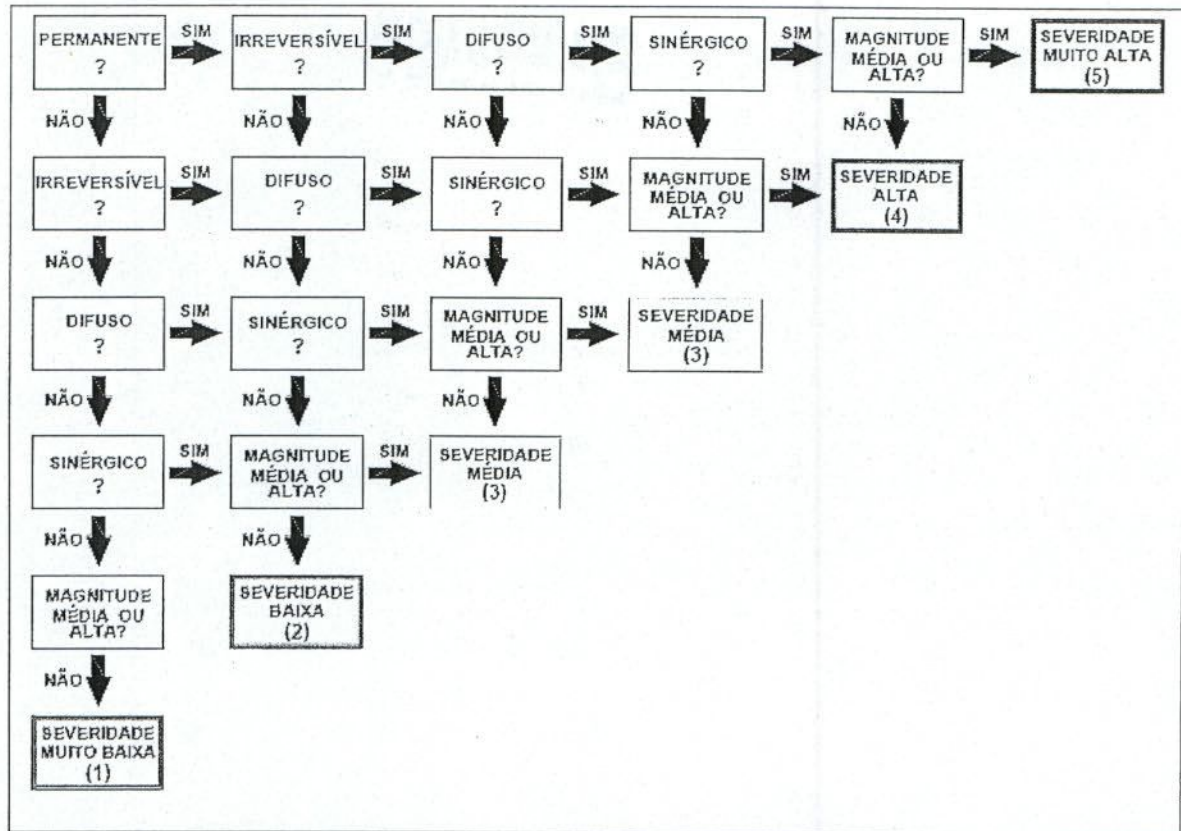 PERMANENTE
?
SIM
IRREVERSÍVEL
?
SIM
DIFUSO
?
SIM
SINÉRGICO
?
SIM
MAGNITUDE
MÉDIA OU
ALTA?
SIM
SEVERIDADE
MUITO ALTA
(5)
NÃO
NÃO
NÃO
NÃO
NÃO
IRREVERSÍVEL
?
SIM
DIFUSO
?
SIM
SINÉRGICO
?
SIM
MAGNITUDE
MÉDIA OU
ALTA?
SIM
SEVERIDADE
ALTA
(4)
NÃO
NÃO
NÃO
NÃO
DIFUSO
?
SIM
SINÉRGICO
?
SIM
MAGNITUDE
MÉDIA OU
ALTA?
SIM
SEVERIDADE
MÉDIA
(3)
NÃO
NÃO
NÃO
SINÉRGICO
?
SIM
MAGNITUDE
MÉDIA OU
ALTA?
SIM
SEVERIDADE
MÉDIA
(3)
NÃO
NÃO
MAGNITUDE
MÉDIA OU
ALTA?
SEVERIDADE
BAIXA
(2)
NÃO
SEVERIDADE
MUITO BAIXA
(1)